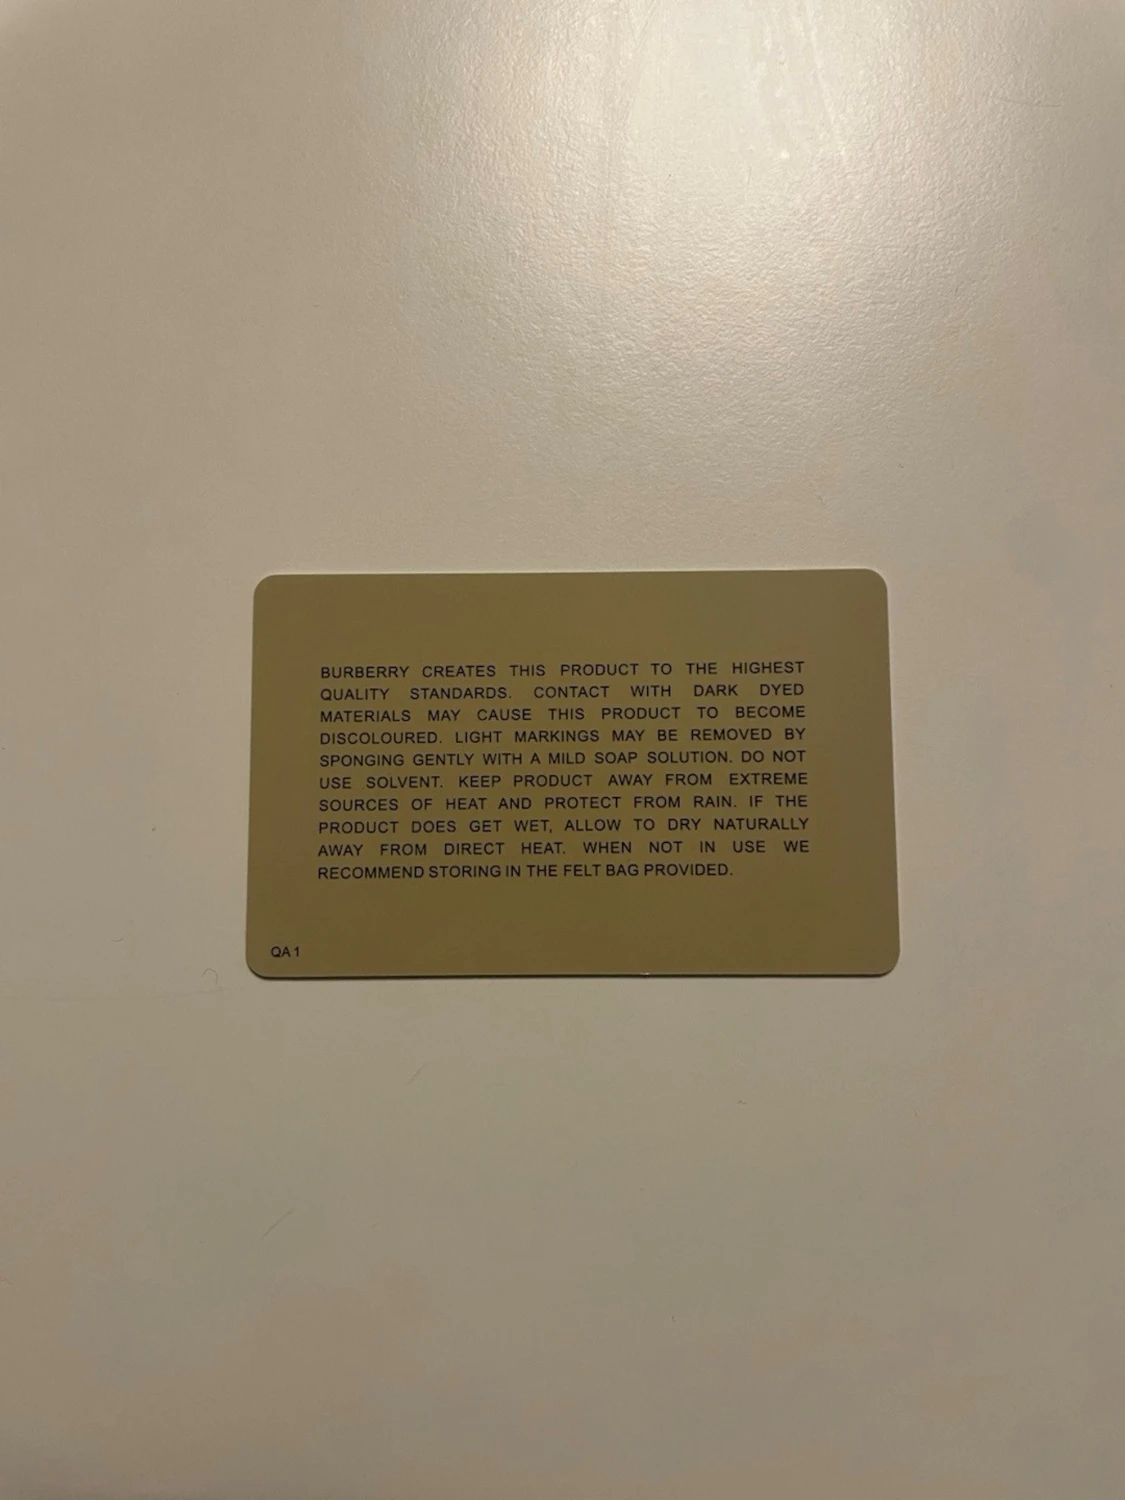 BURBERRY CREATES THIS PRODUCT TO THE HIGHEST
QUALITY STANDARDS. CONTACT WITH DARK DYED
MATERIALS MAY CAUSE THIS PRODUCT TO BECOME
DISCOLOURED. LIGHT MARKINGS MAY BE REMOVED BY
SPONGING GENTLY WITH A MILD SOAP SOLUTION. DO NOT
USE SOLVENT. KEEP PRODUCT AWAY FROM EXTREME
SOURCES OF HEAT AND PROTECT FROM RAIN. IF THE
PRODUCT DOES GET WET, ALLOW TO DRY NATURALLY
AWAY FROM DIRECT HEAT. WHEN NOT IN USE WE
RECOMMEND STORING IN THE FELT BAG PROVIDED.
QA 1